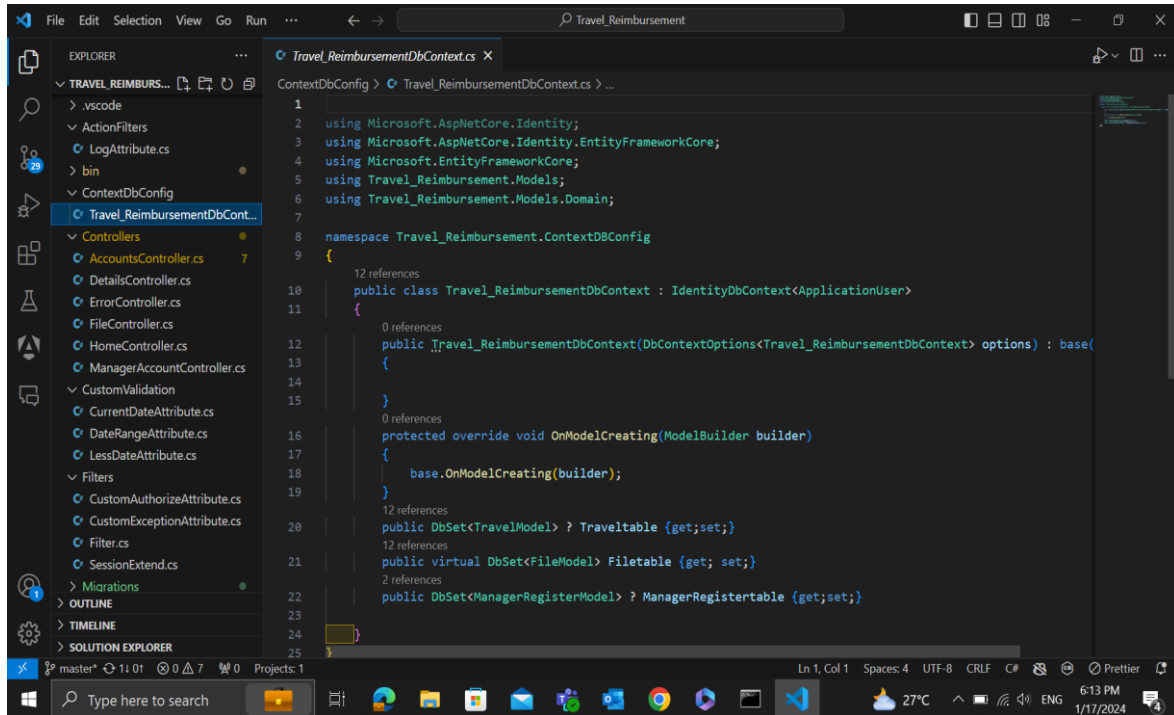 File Edit Selection View Go Run ...
Travel_Reimbursement
EXPLORER
TRAVEL_REIMBURS...
.vscode
ActionFilters
LogAttribute.cs
bin
ContextDbConfig
Travel_ReimbursementDbCont...
Controllers
AccountsController.cs 7
DetailsController.cs
ErrorController.cs
FileController.cs
HomeController.cs
ManagerAccountController.cs
CustomValidation
CurrentDateAttribute.cs
DateRangeAttribute.cs
LessDateAttribute.cs
Filters
CustomAuthorizeAttribute.cs
CustomExceptionAttribute.cs
Filter.cs
SessionExtend.cs
Migrations
OUTLINE
TIMELINE
SOLUTION EXPLORER
29
1
Travel_ReimbursementDbContext.cs
ContextDbConfig > Travel_ReimbursementDbContext.cs > ...
1
2 using Microsoft.AspNetCore.Identity;
3 using Microsoft.AspNetCore.Identity.EntityFrameworkCore;
4 using Microsoft.EntityFrameworkCore;
5 using Travel_Reimbursement.Models;
6 using Travel_Reimbursement.Models.Domain;
7
8 namespace Travel_Reimbursement.ContextDBConfig
9 {
12 references
10 public class Travel_ReimbursementDbContext : IdentityDbContext<ApplicationUser>
11 {
0 references
12 public Travel_ReimbursementDbContext(DbContextOptions<Travel_ReimbursementDbContext> options) : base(
13 {
14
15 }
0 references
16 protected override void OnModelCreating(ModelBuilder builder)
17 {
18 base.OnModelCreating(builder);
19 }
12 references
20 public DbSet<TravelModel> ? Traveltable {get;set;}
12 references
21 public virtual DbSet<FileModel> Filetable {get; set;}
2 references
22 public DbSet<ManagerRegisterModel> ? ManagerRegistertable {get;set;}
23
24 }
25 }
master* 1↓ 0↑ 0 7 0 Projects: 1 Ln 1, Col 1 Spaces: 4 UTF-8 CRLF C# Prettier
Type here to search 27°C ENG 6:13 PM
1/17/2024 4